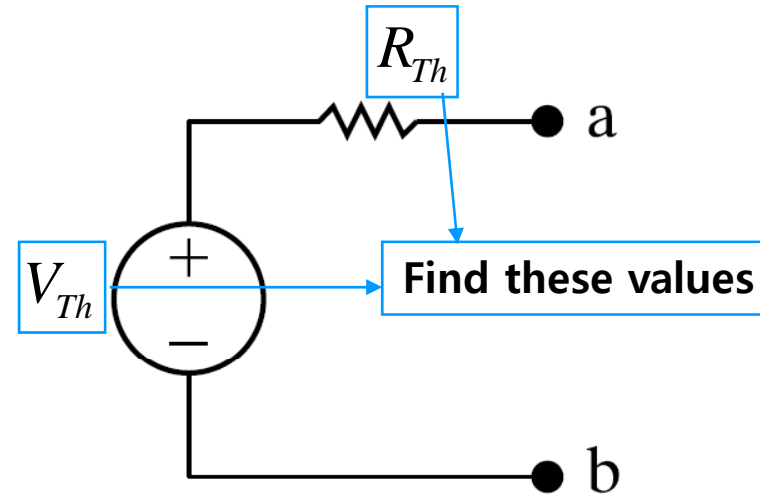 R_Th
a
+
V_Th
Find these values
−
b